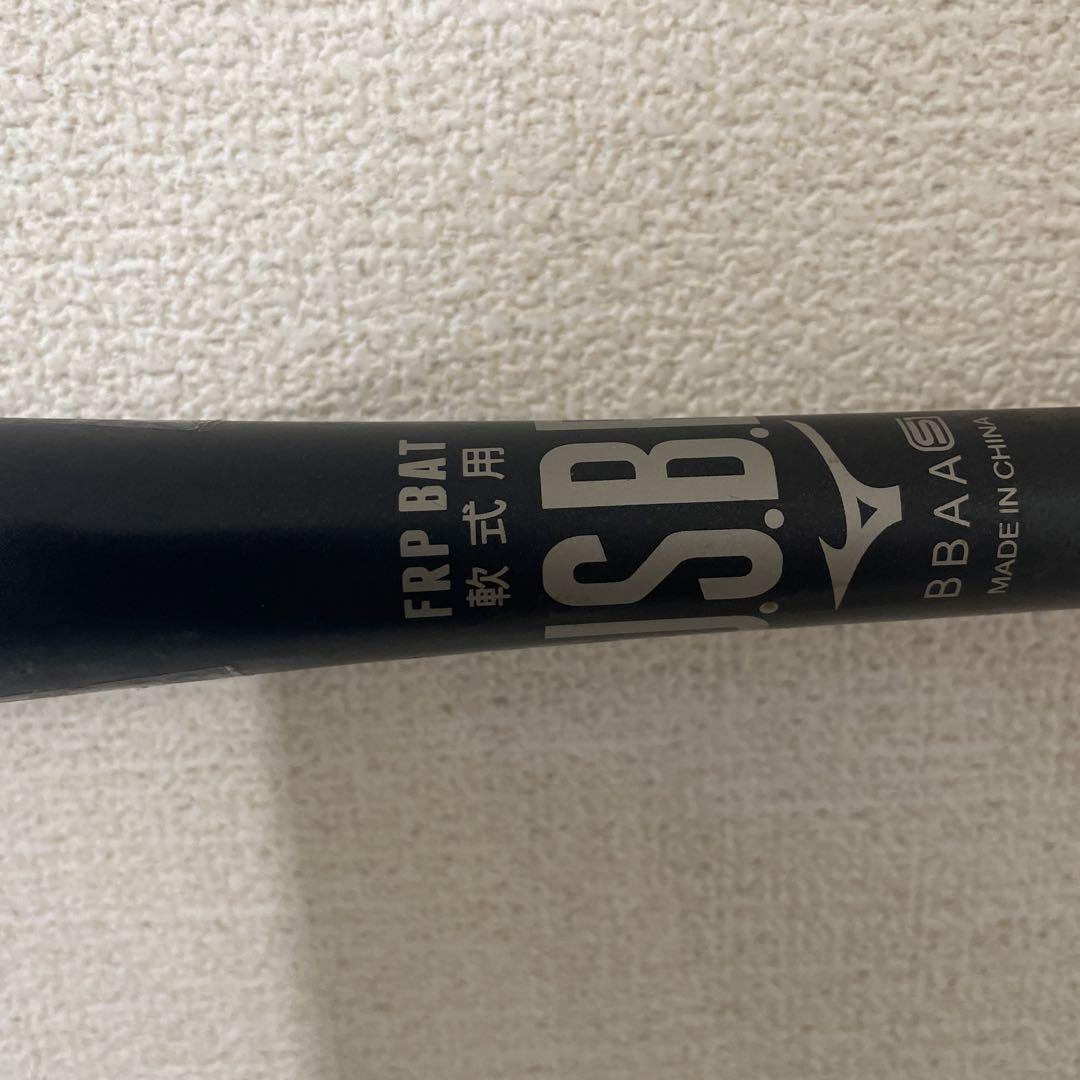 FRP BAT
軟式用
.S.B.
BBAA S
MADE IN CHINA